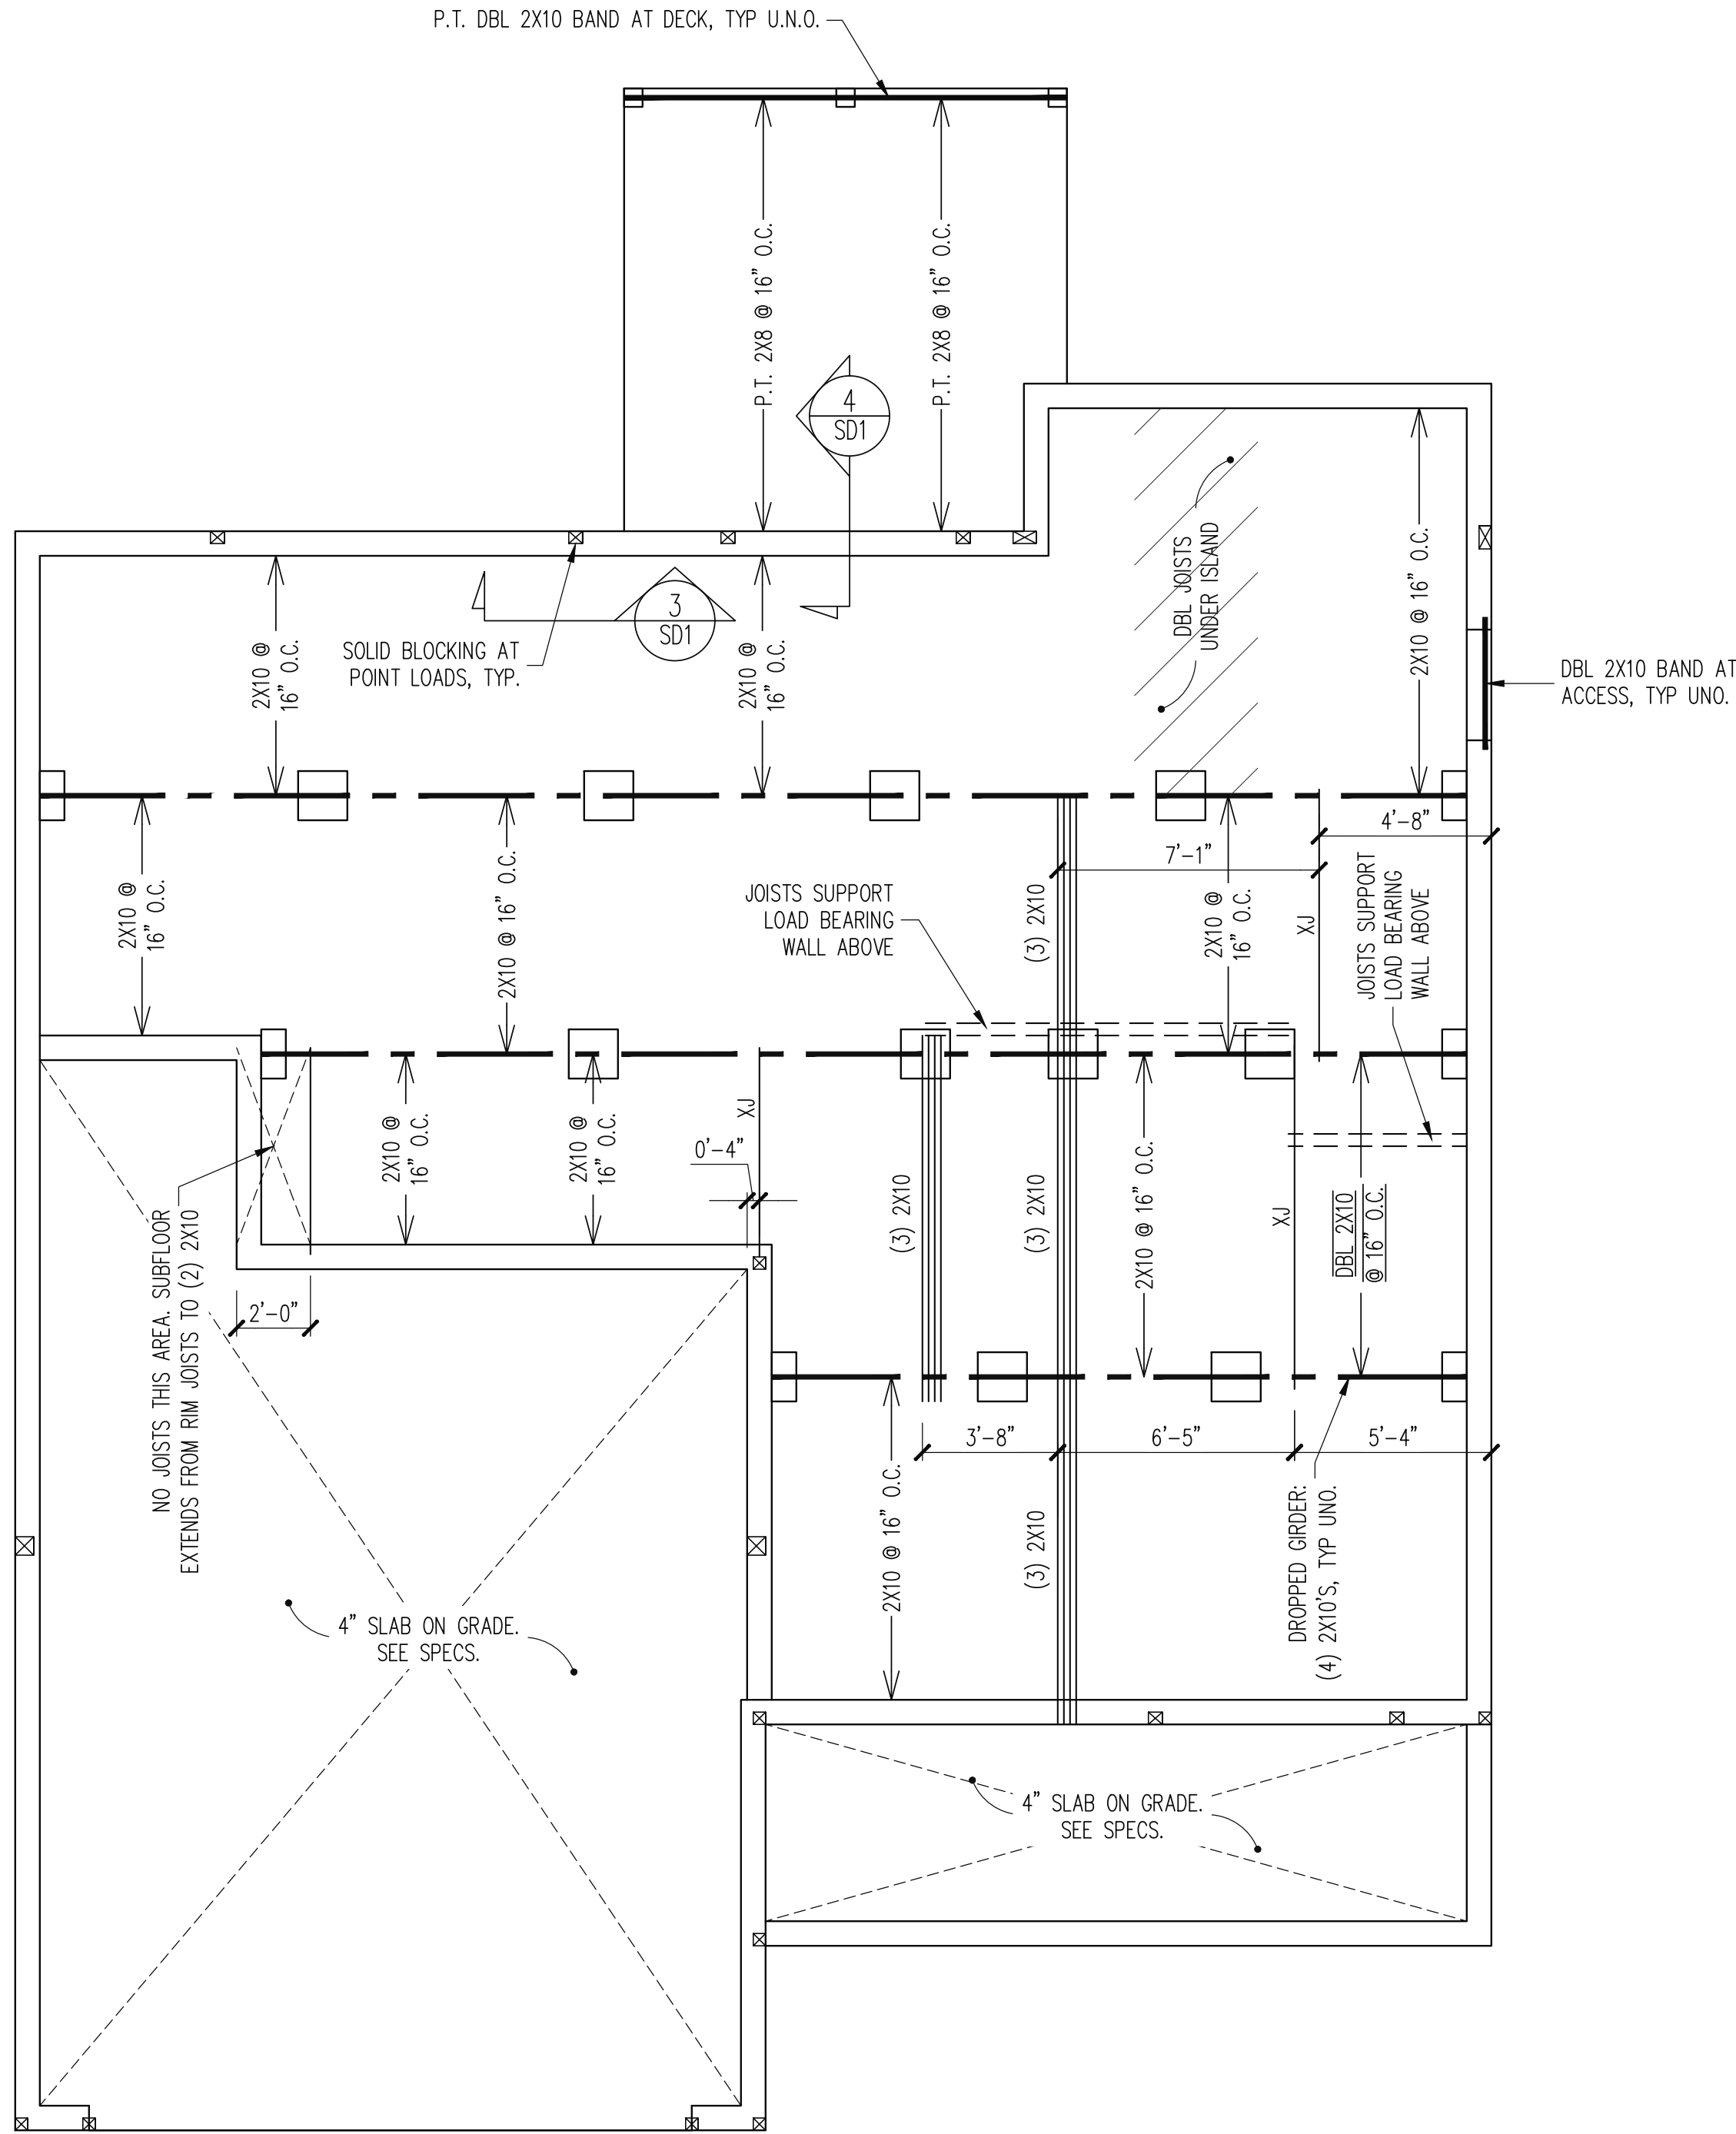 P.T. DBL 2X10 BAND AT DECK, TYP U.N.O.
P.T. 2X8 @ 16” O.C.
P.T. 2X8 @ 16” O.C.
4
SD1
3
SD1
SOLID BLOCKING AT
POINT LOADS, TYP.
2X10 @
16” O.C.
2X10 @
16” O.C.
DBL JOISTS
UNDER ISLAND
2X10 @ 16” O.C.
DBL 2X10 BAND AT
ACCESS, TYP UNO.
4’-8”
7’-1”
2X10 @
16” O.C.
2X10 @ 16” O.C.
JOISTS SUPPORT
LOAD BEARING
WALL ABOVE
(3) 2X10
2X10 @
16” O.C.
XJ
JOISTS SUPPORT
LOAD BEARING
WALL ABOVE
2X10 @
16” O.C.
2X10 @
16” O.C.
XJ
0’-4”
(3) 2X10
(3) 2X10
2X10 @ 16” O.C.
XJ
DBL 2X10
@ 16” O.C.
NO JOISTS THIS AREA. SUBFLOOR
EXTENDS FROM RIM JOISTS TO (2) 2X10
2’-0”
3’-8”
6’-5”
5’-4”
2X10 @ 16” O.C.
(3) 2X10
DROPPED GIRDER:
(4) 2X10’S, TYP UNO.
4” SLAB ON GRADE.
SEE SPECS.
4” SLAB ON GRADE.
SEE SPECS.